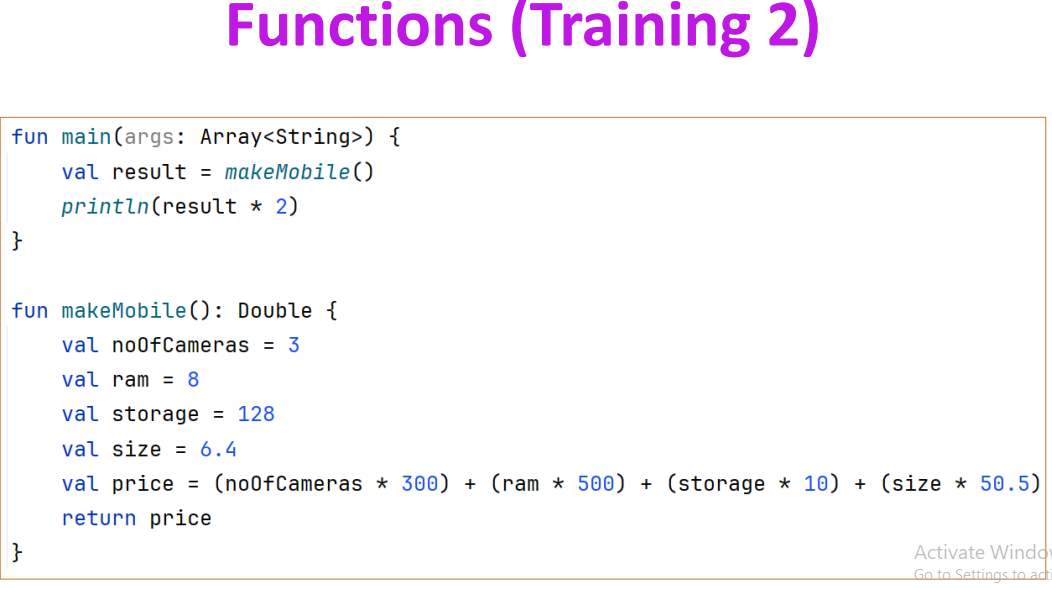 Functions (Training 2)
fun main(args: Array<String>) {
    val result = makeMobile()
    println(result * 2)
}
fun makeMobile(): Double {
    val noOfCameras = 3
    val ram = 8
    val storage = 128
    val size = 6.4
    val price = (noOfCameras * 300) + (ram * 500) + (storage * 10) + (size * 50.5)
    return price
}
Activate Windo
Go to Settings to acti